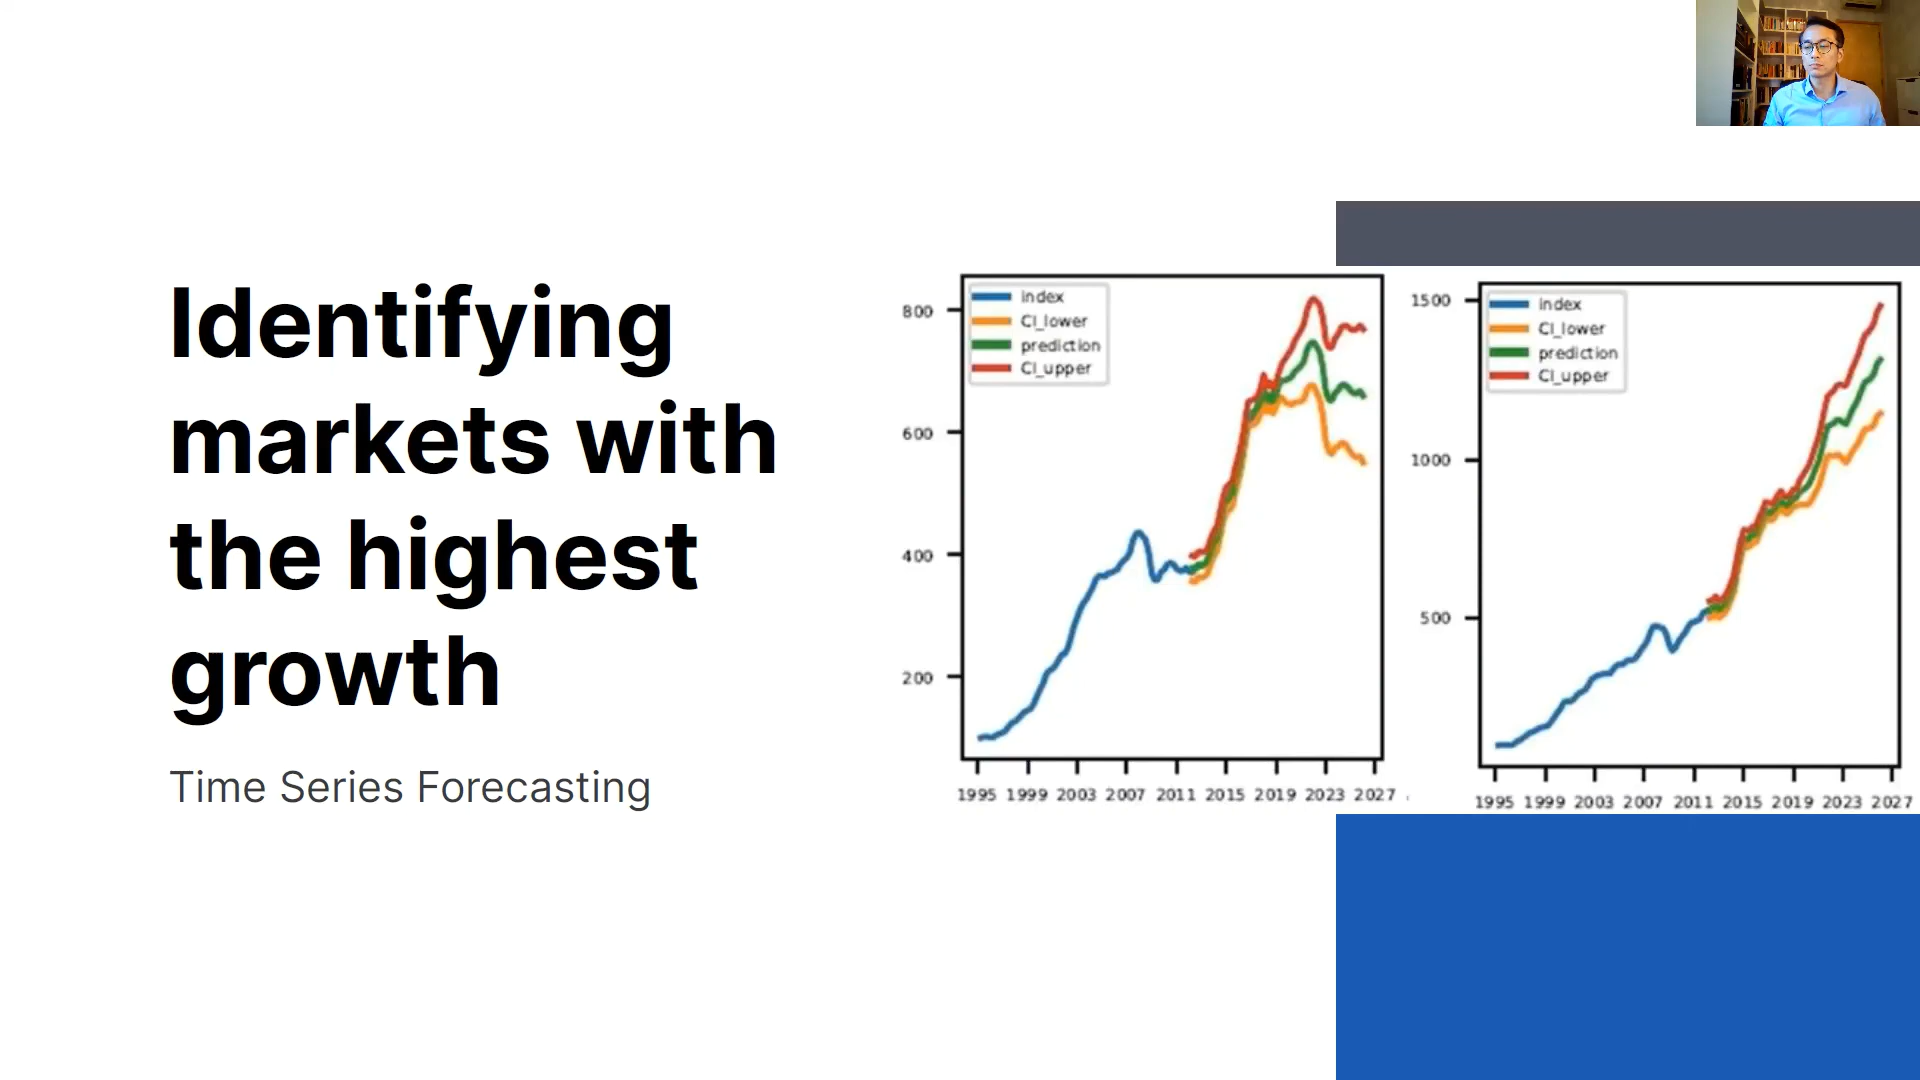 Identifying
markets with
the highest
growth
Time Series Forecasting
index
CI_lower
prediction
CI_upper
800
600
400
200
1995 1999 2003 2007 2011 2015 2019 2023 2027
index
CI_lower
prediction
CI_upper
1500
1000
500
1995 1999 2003 2007 2011 2015 2019 2023 2027